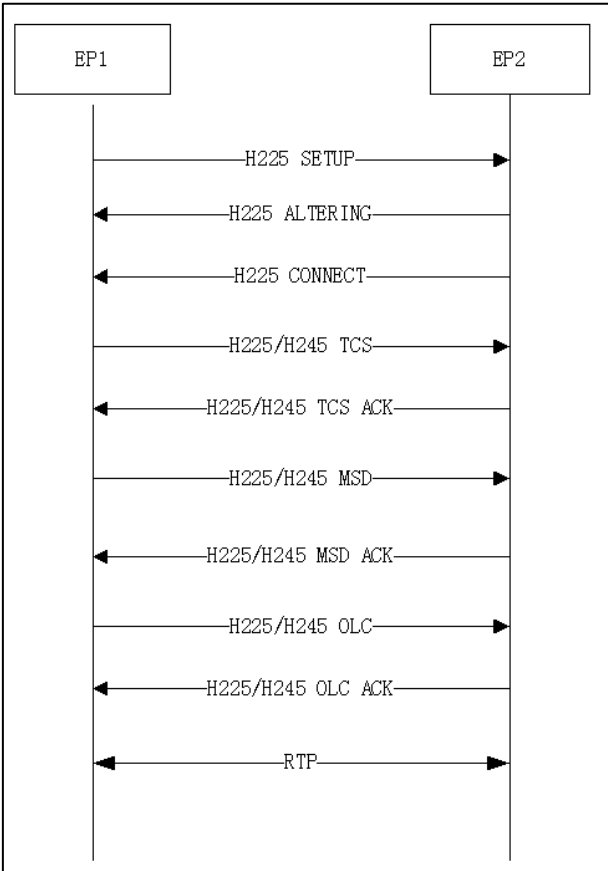 EP1
EP2
H225 SETUP
H225 ALTERING
H225 CONNECT
H225/H245 TCS
H225/H245 TCS ACK
H225/H245 MSD
H225/H245 MSD ACK
H225/H245 OLC
H225/H245 OLC ACK
RTP